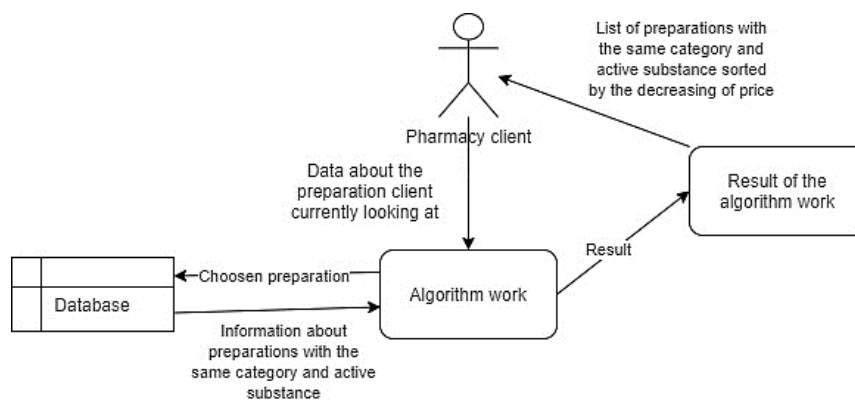 List of preparations with
the same category and
active substance sorted
by the decreasing of price
Pharmacy client
Data about the
preparation client
currently looking at
Result of the
algorithm work
Result
Choosen preparation
Algorithm work
Database
Information about
preparations with the
same category and active
substance